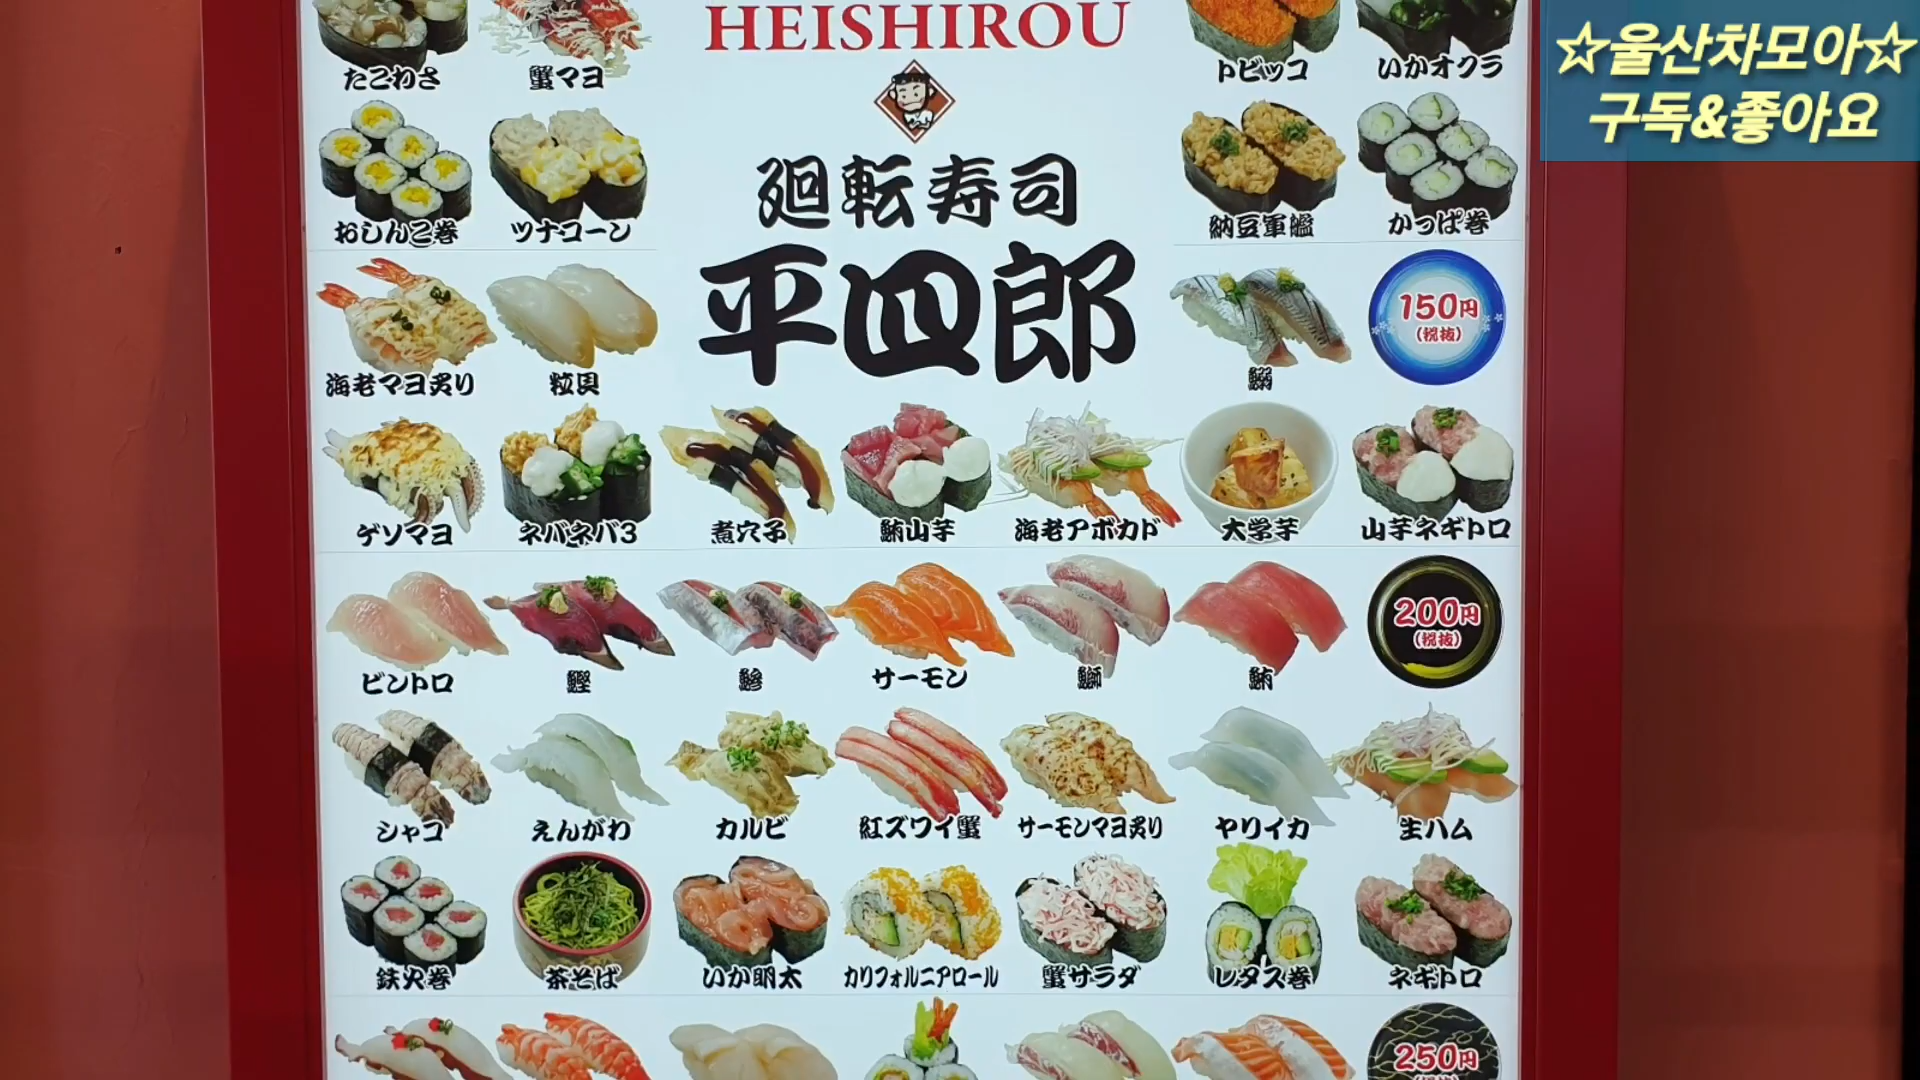 HEISHIROU
☆울산차모아☆
구독&좋아요
たこわさ
蟹マヨ
トビッコ
いかオクラ
おしんこ巻
ツナコーン
廻転寿司
平四郎
納豆軍艦
かっぱ巻
海老マヨ炙り
粒貝
鰯
150円
(税抜)
ゲソマヨ
ネバネバ3
煮穴子
鮪山芋
海老アボカド
大学芋
山芋ネギトロ
ビントロ
鰹
鯵
サーモン
鰤
鮪
200円
(税抜)
シャコ
えんがわ
カルビ
紅ズワイ蟹
サーモンマヨ炙り
ヤリイカ
生ハム
鉄火巻
茶そば
いか明太
カリフォルニアロール
蟹サラダ
レタス巻
ネギトロ
250円